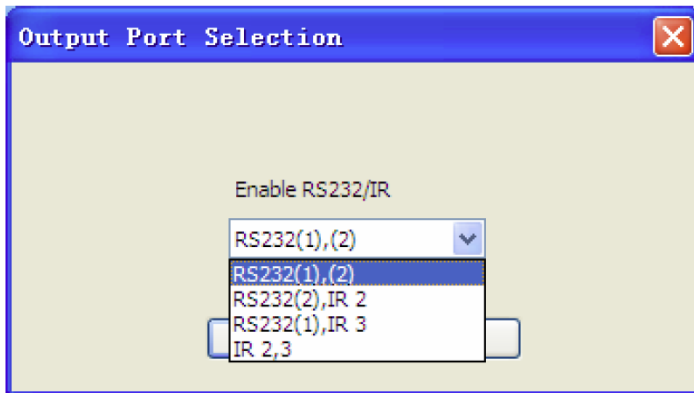 Output Port Selection
Enable RS232/IR
RS232(1),(2)
RS232(1),(2)
RS232(2),IR 2
RS232(1),IR 3
IR 2,3